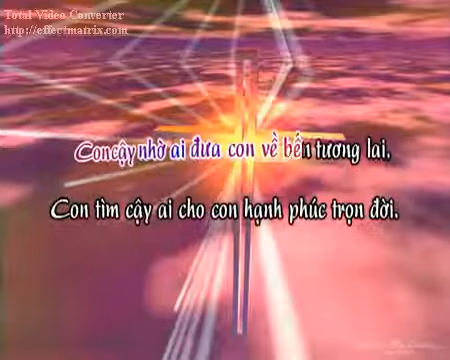 Total Video Converter
http://effectmatrix.com
Con cậy nhờ ai đưa con về bến tương lai.
Con tìm cậy ai cho con hạnh phúc trọn đời.